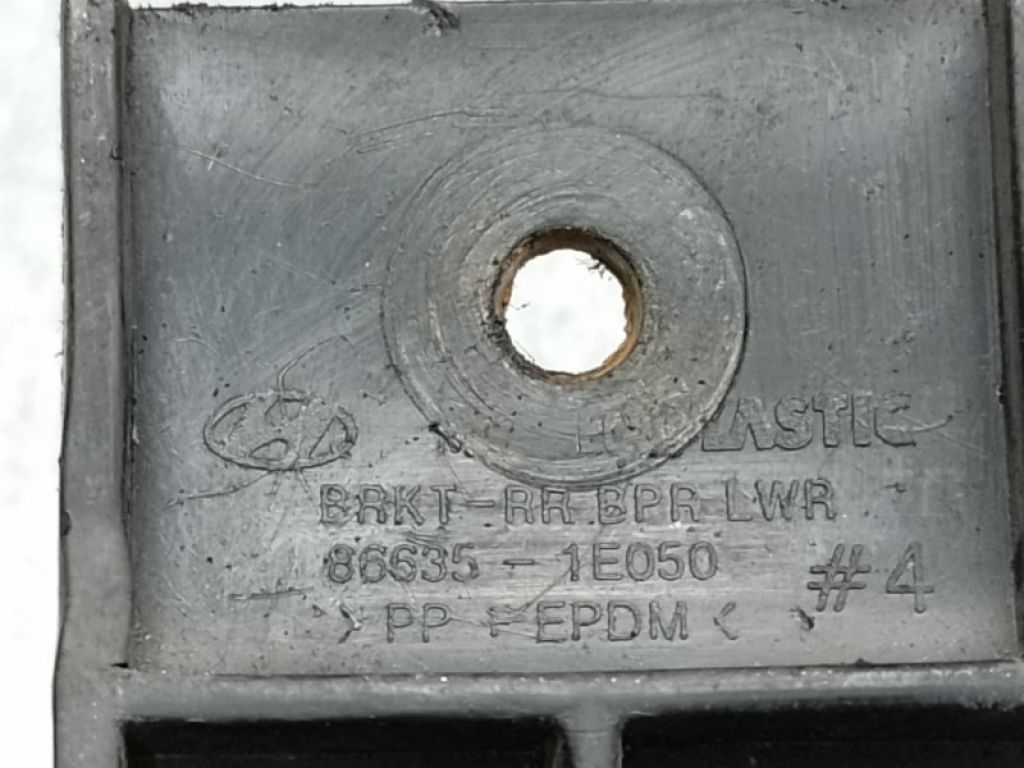 BRKT-RR BPR LWR
86635-1E050
#4
>PP+EPDM<